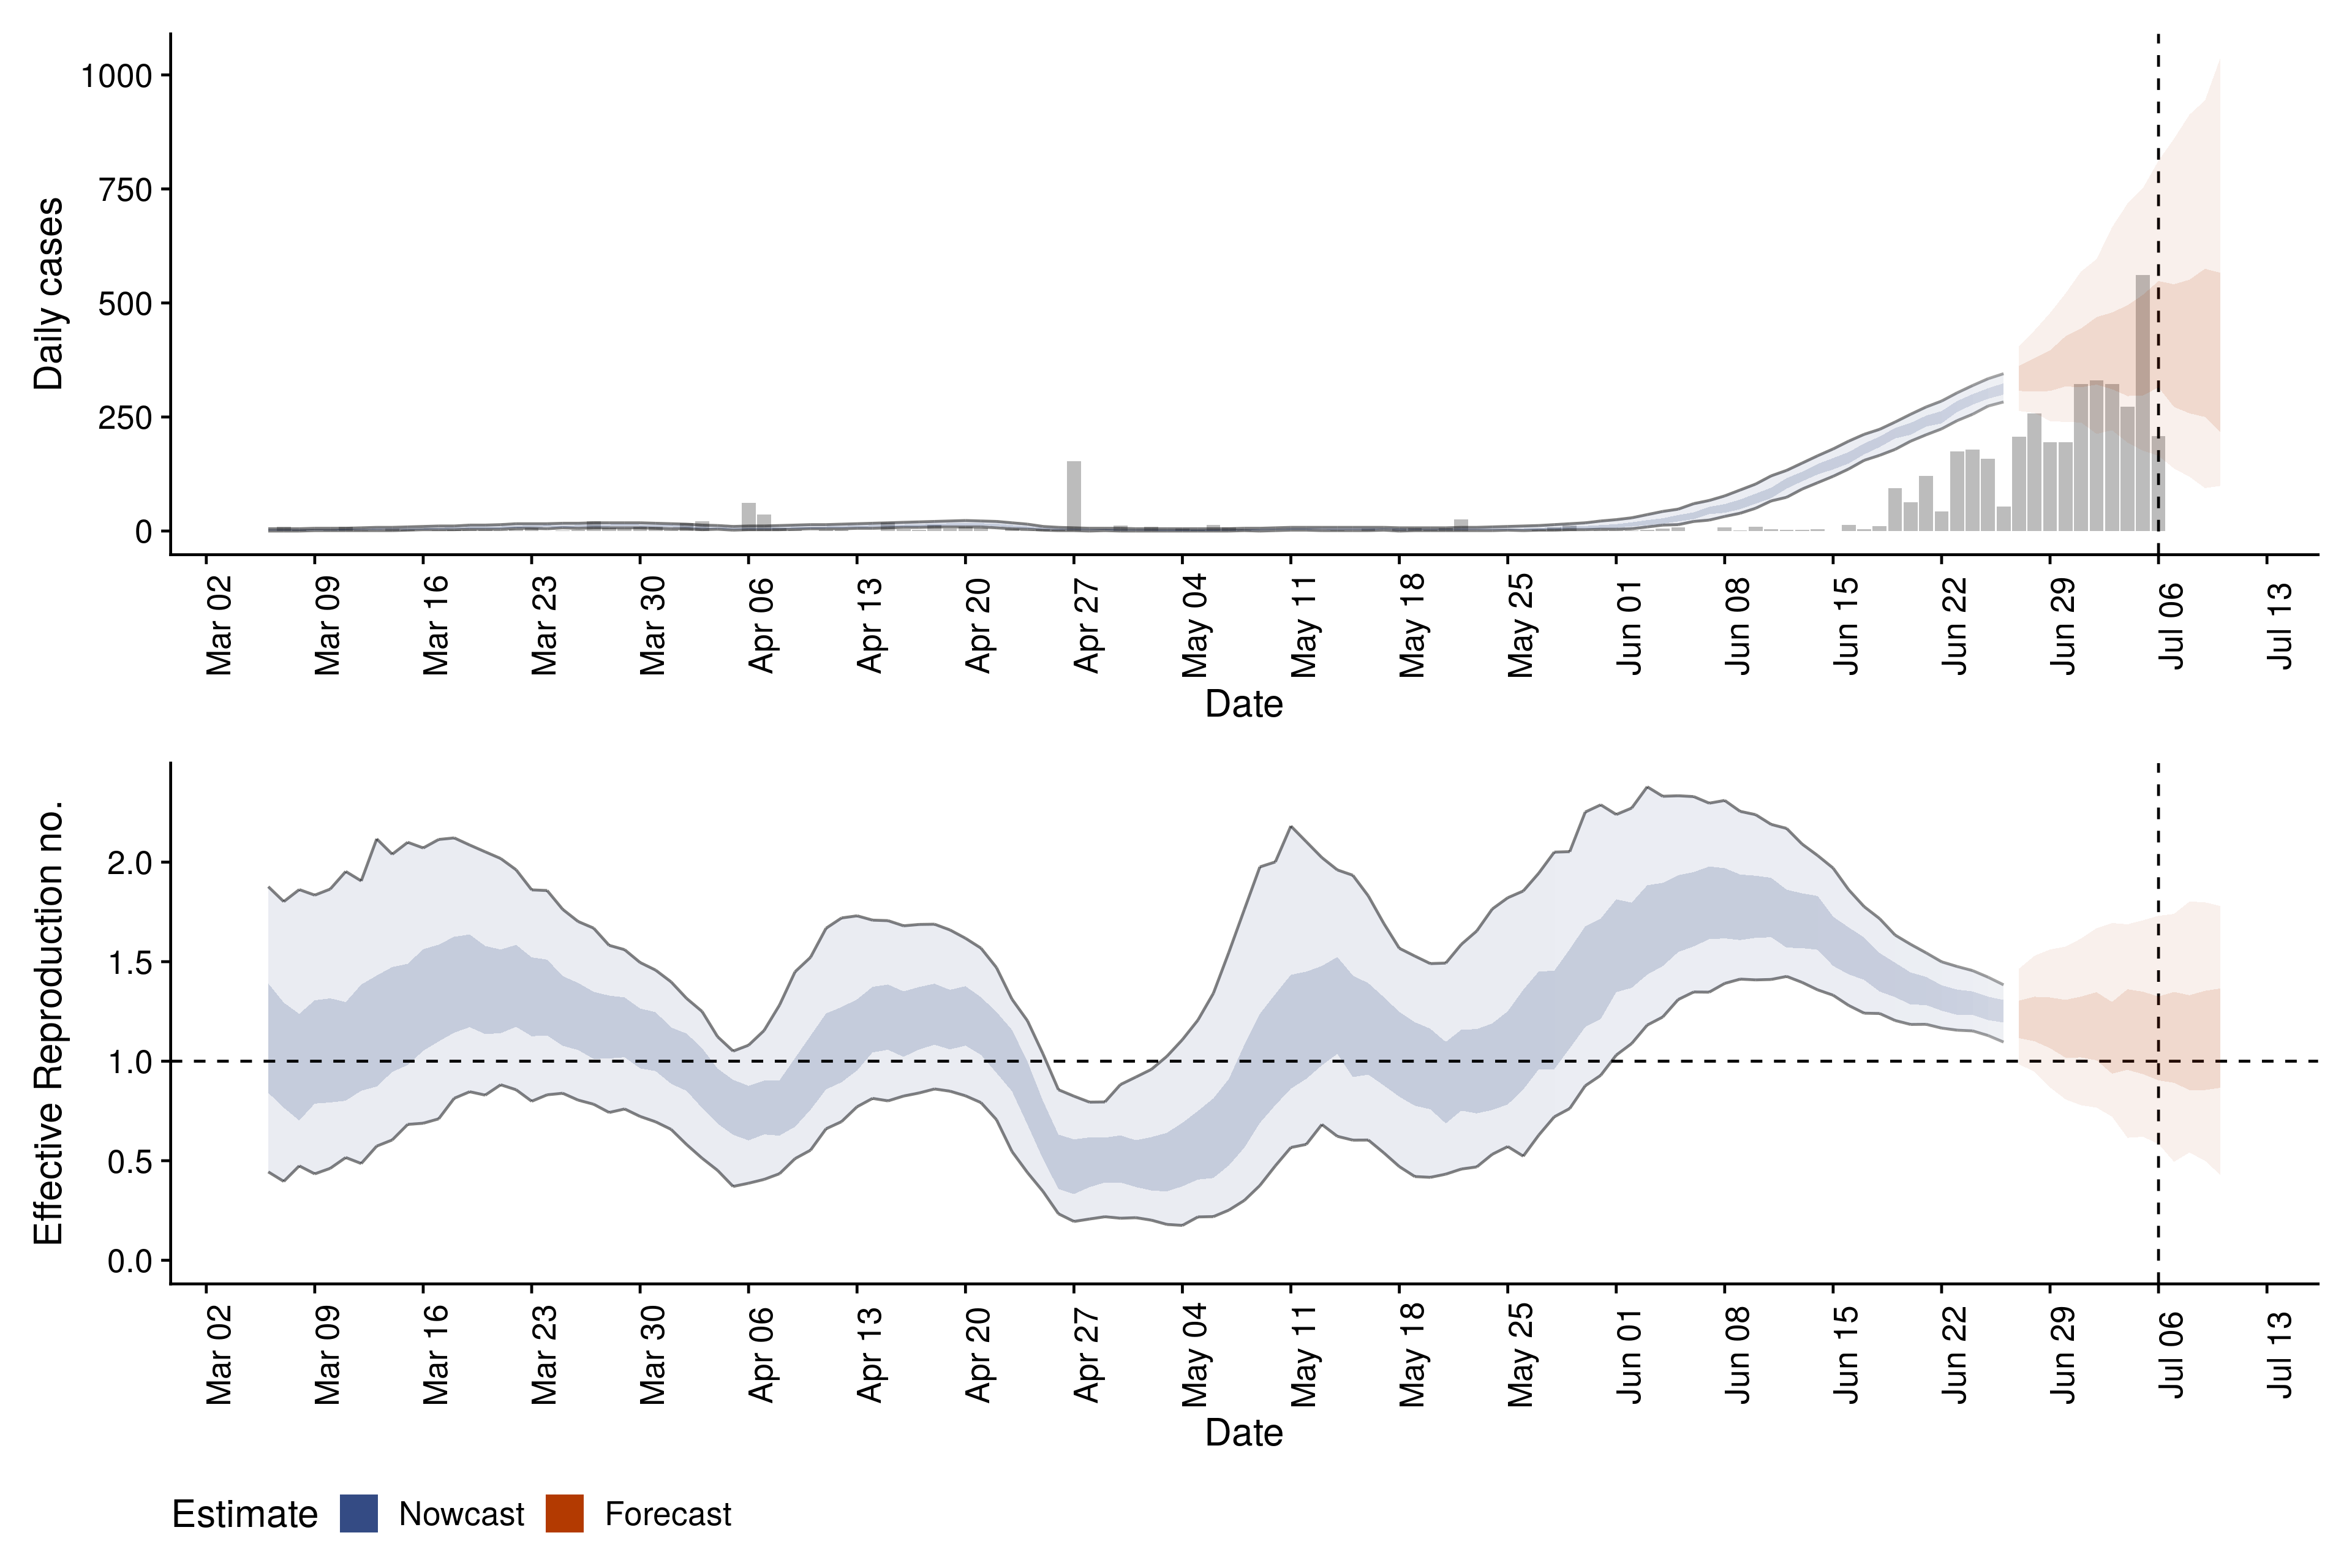 1000
750
500
250
0
Daily cases
Mar 02 Mar 09 Mar 16 Mar 23 Mar 30 Apr 06 Apr 13 Apr 20 Apr 27 May 04 May 11 May 18 May 25 Jun 01 Jun 08 Jun 15 Jun 22 Jun 29 Jul 06 Jul 13
Date
2.0
1.5
1.0
0.5
0.0
Effective Reproduction no.
Mar 02 Mar 09 Mar 16 Mar 23 Mar 30 Apr 06 Apr 13 Apr 20 Apr 27 May 04 May 11 May 18 May 25 Jun 01 Jun 08 Jun 15 Jun 22 Jun 29 Jul 06 Jul 13
Date
Estimate Nowcast Forecast